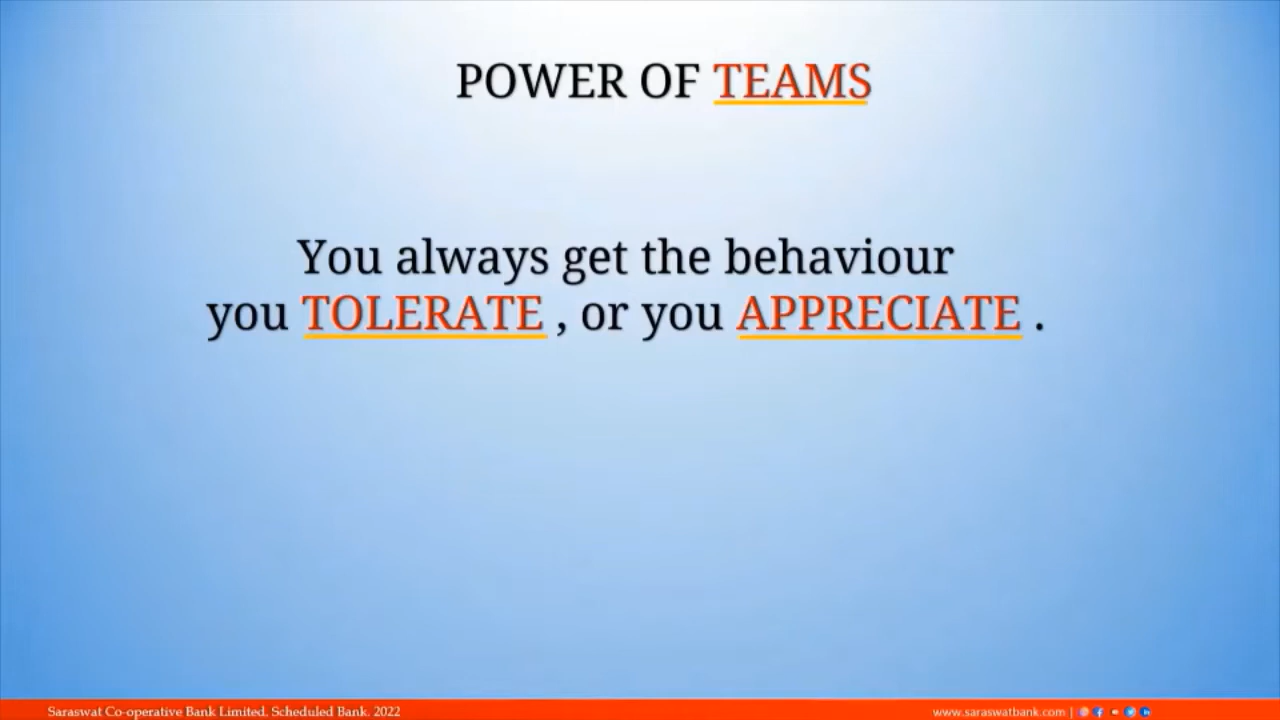 POWER OF TEAMS
You always get the behaviour
you TOLERATE , or you APPRECIATE .
Saraswat Co-operative Bank Limited. Scheduled Bank. 2022
www.saraswatbank.com |